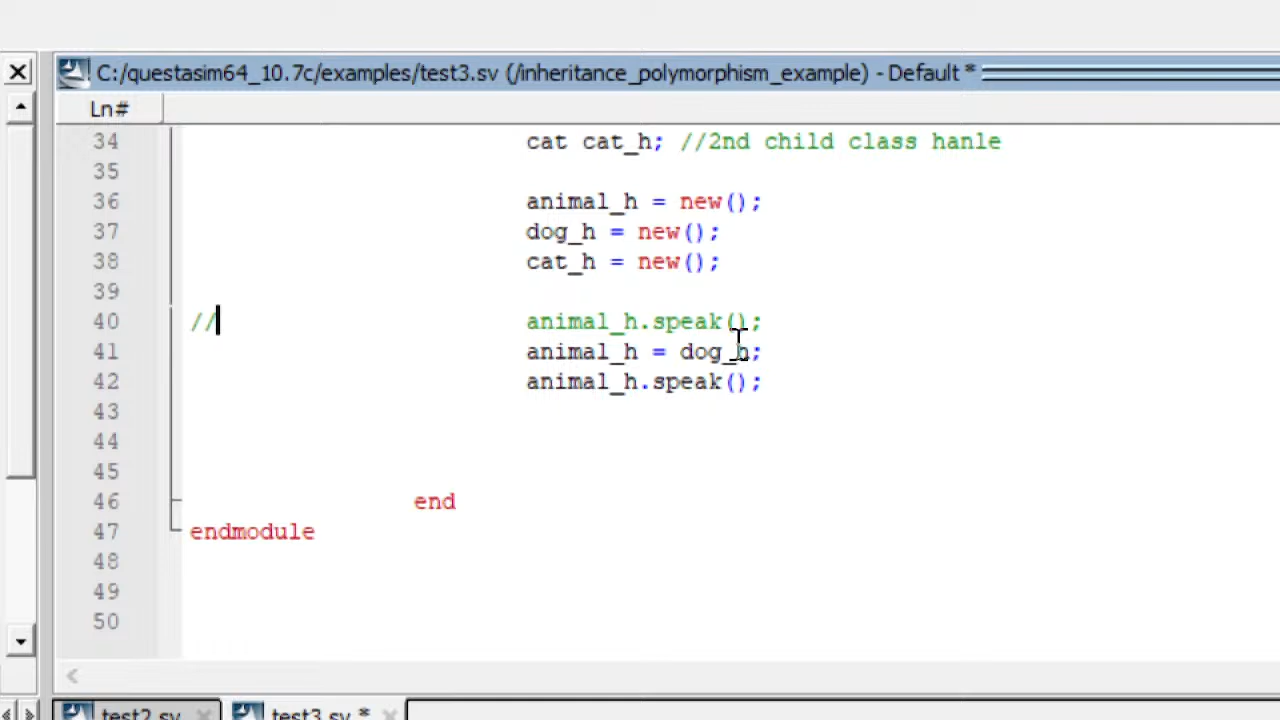 C:/questasim64_10.7c/examples/test3.sv (/inheritance_polymorphism_example) - Default *
Ln#
34 cat cat_h; //2nd child class hanle
35
36 animal_h = new();
37 dog_h = new();
38 cat_h = new();
39
40 // animal_h.speak();
41 animal_h = dog_h;
42 animal_h.speak();
43
44
45
46 end
47 endmodule
48
49
50
test2.sv test3.sv *